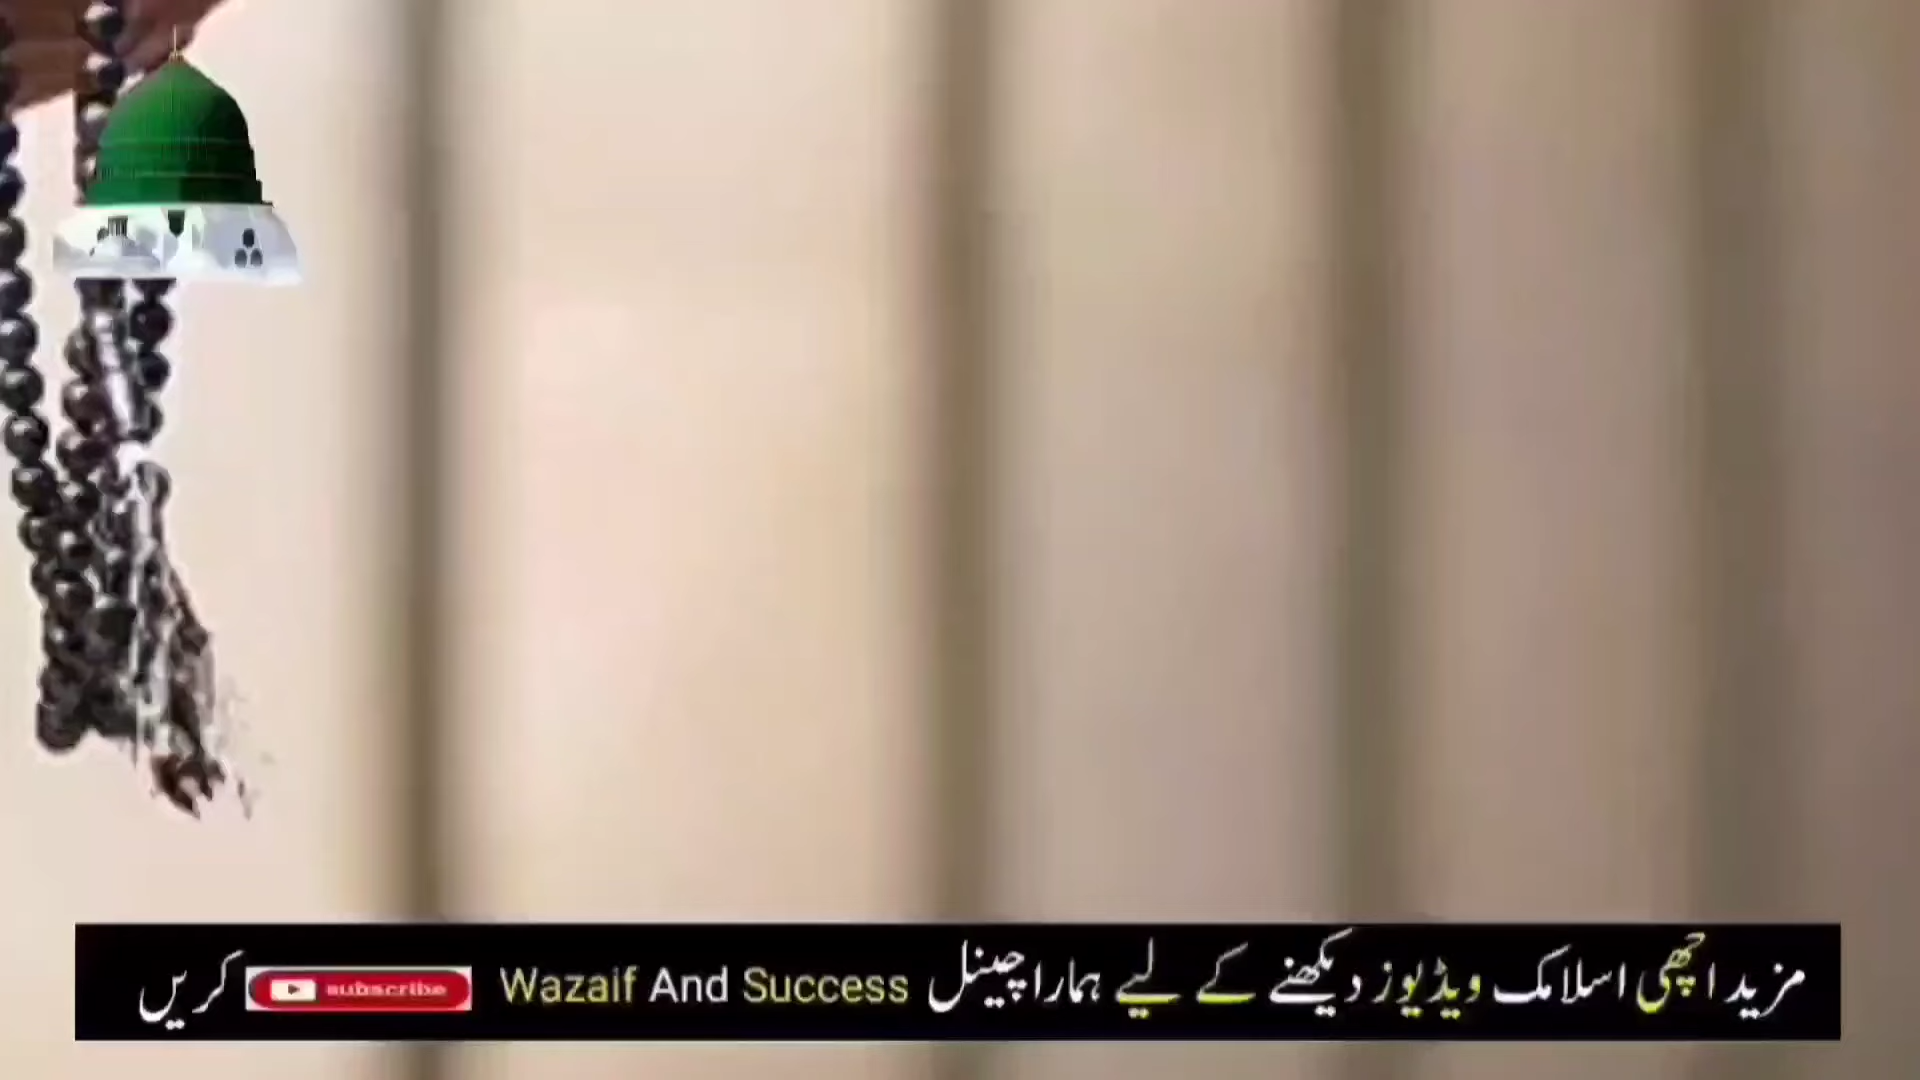 مزید اچھی اسلامک ویڈیوز دیکھنے کے لیے ہمارا چینل Wazaif And Success subscribe کریں